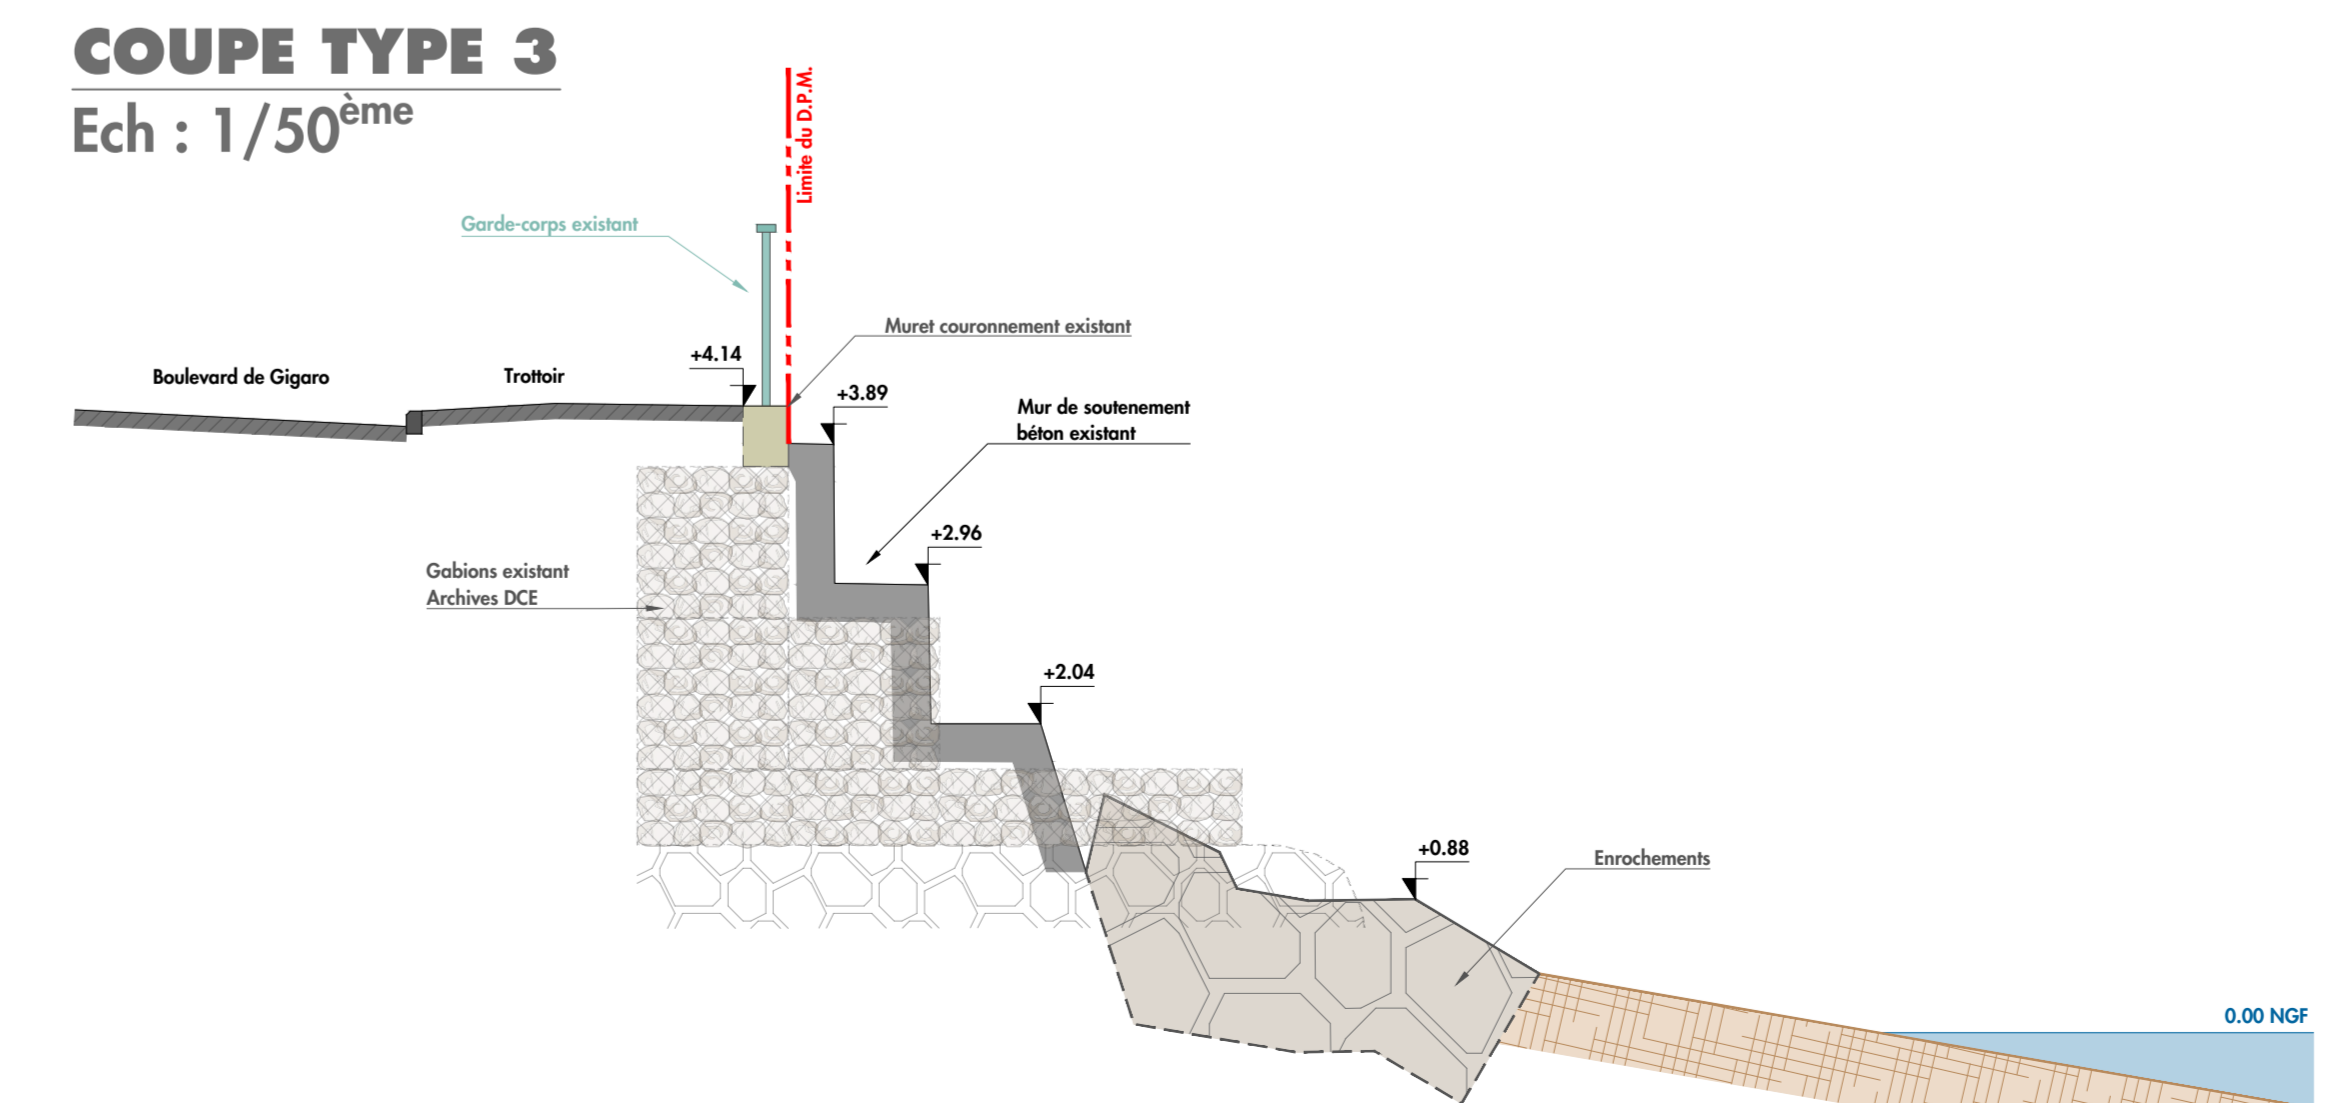 COUPE TYPE 3
Ech : 1/50ème
Limite du D.P.M.
Garde-corps existant
Muret couronnement existant
+4.14
Boulevard de Gigaro
Trottoir
+3.89
Mur de soutenement
béton existant
+2.96
Gabions existant
Archives DCE
+2.04
+0.88
Enrochements
0.00 NGF